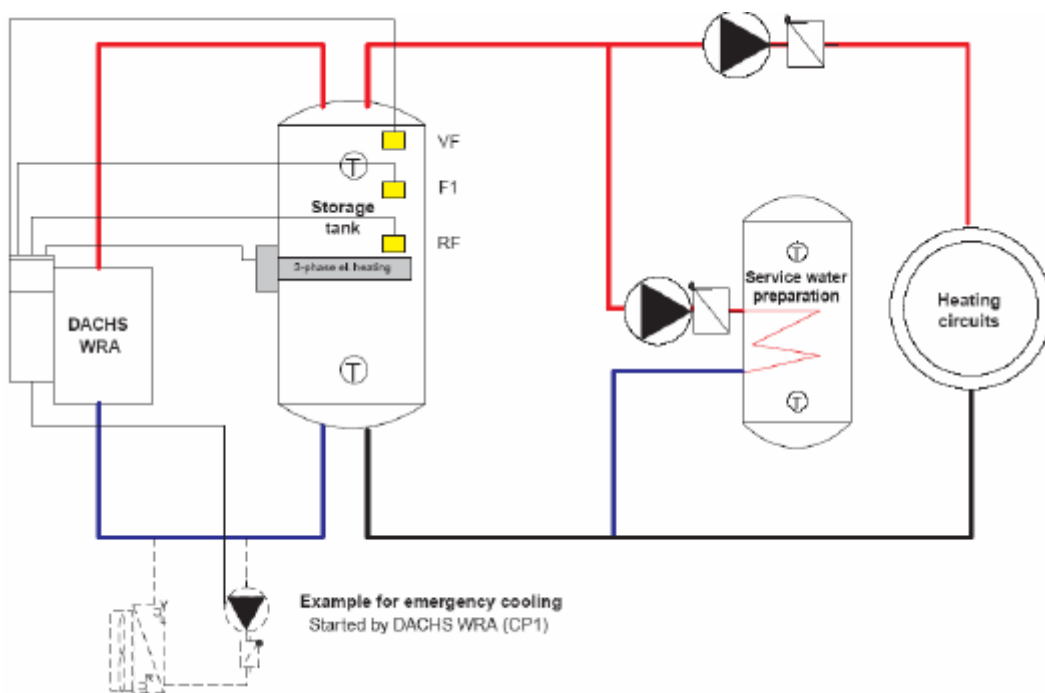 VF
T
F1
Storage
tank
RF
3-phase el. heating
DACHS
WRA
T
T
Service water
preparation
T
Heating
circuits
Example for emergency cooling
Started by DACHS WRA (CP1)